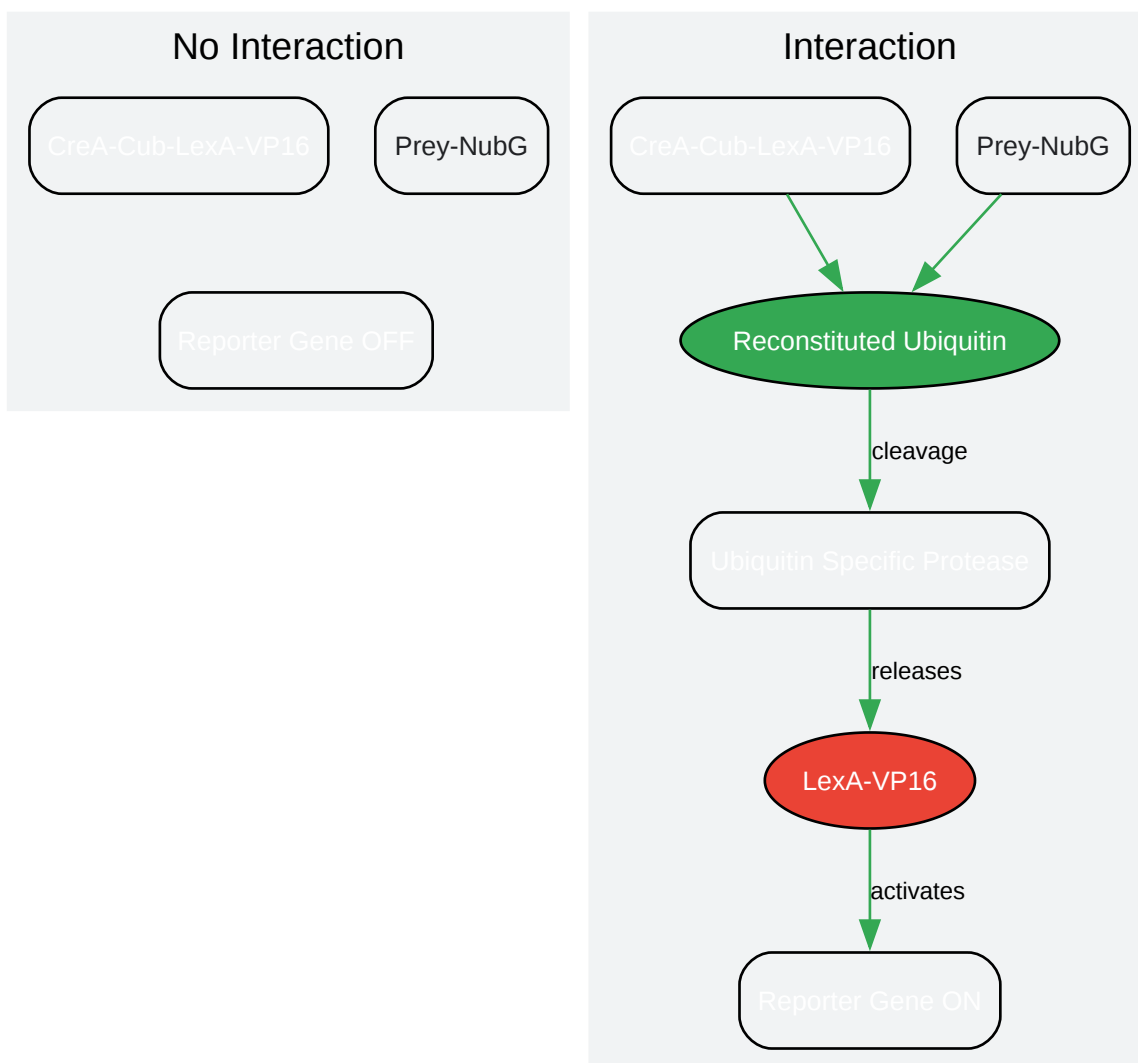 No Interaction
CreA-Cub-LexA-VP16
Prey-NubG
Reporter Gene OFF
Interaction
CreA-Cub-LexA-VP16
Prey-NubG
Reconstituted Ubiquitin
cleavage
Ubiquitin Specific Protease
releases
LexA-VP16
activates
Reporter Gene ON